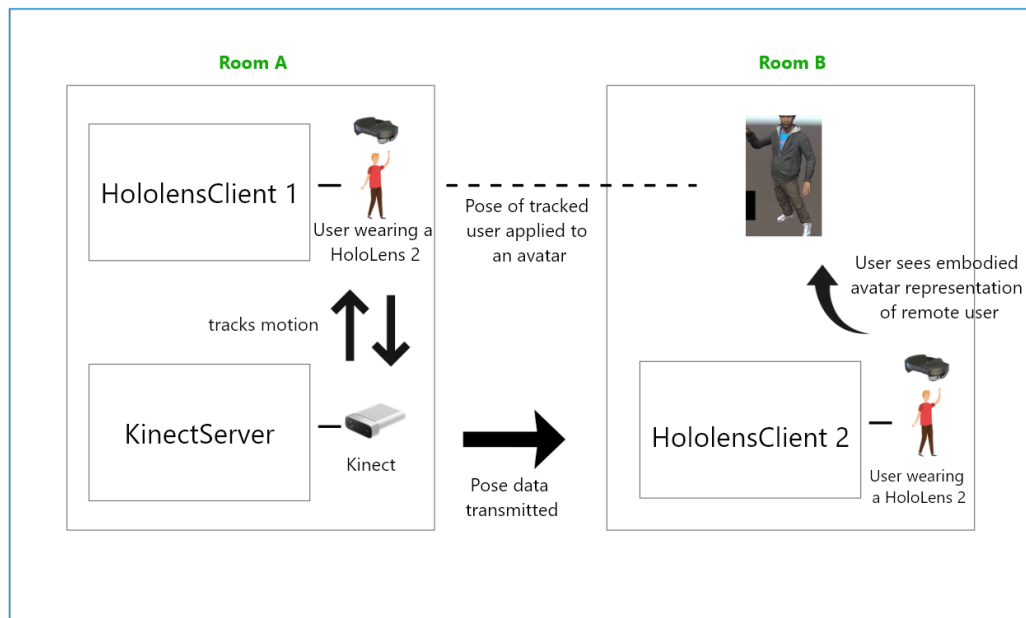 Room A
HololensClient 1
User wearing a
HoloLens 2
tracks motion
KinectServer
Kinect
Pose of tracked
user applied to
an avatar
Pose data
transmitted
Room B
User sees embodied
avatar representation
of remote user
HololensClient 2
User wearing
a HoloLens 2